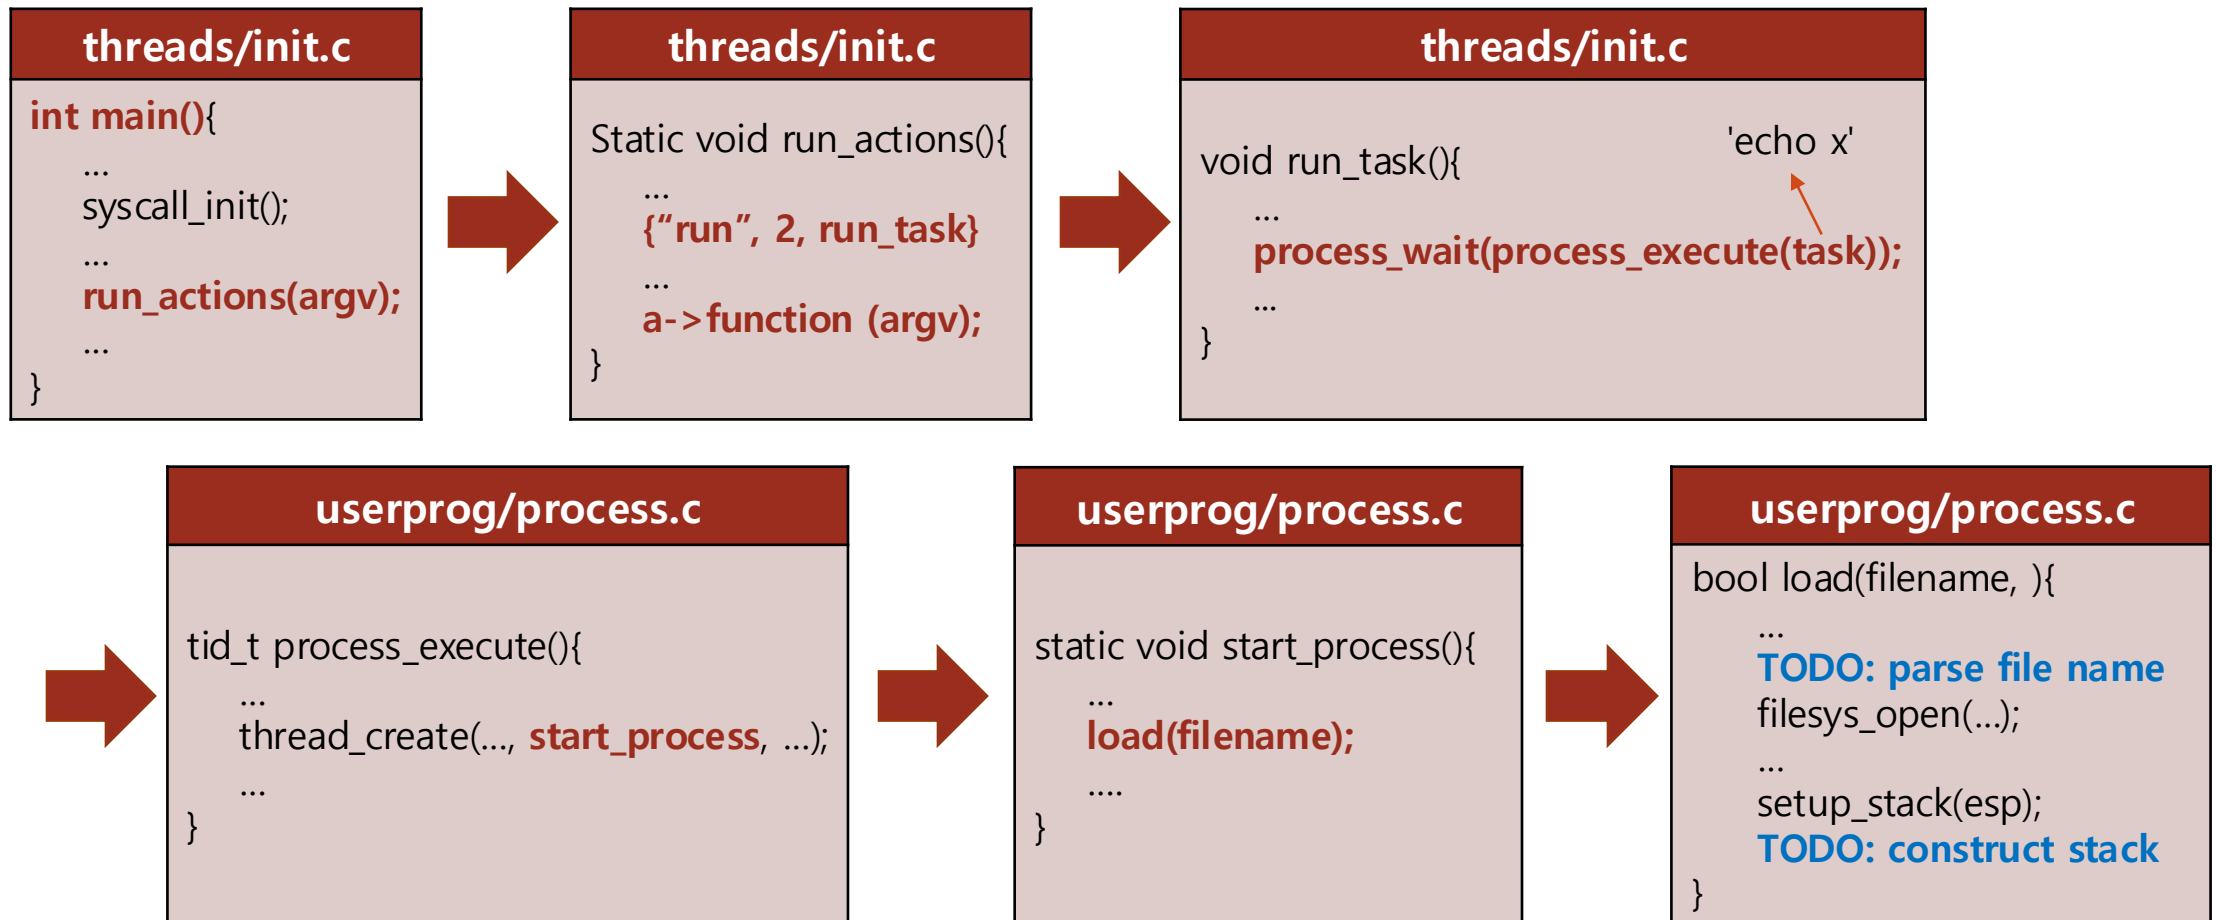 threads/init.c
int main(){
...
syscall_init();
...
run_actions(argv);
...
}
threads/init.c
Static void run_actions(){
...
{“run”, 2, run_task}
...
a->function (argv);
}
threads/init.c
'echo x'
void run_task(){
...
process_wait(process_execute(task));
...
}
userprog/process.c
tid_t process_execute(){
...
thread_create(..., start_process, ...);
...
}
userprog/process.c
static void start_process(){
...
load(filename);
....
}
userprog/process.c
bool load(filename, ){
...
TODO: parse file name
filesys_open(...);
...
setup_stack(esp);
TODO: construct stack
}